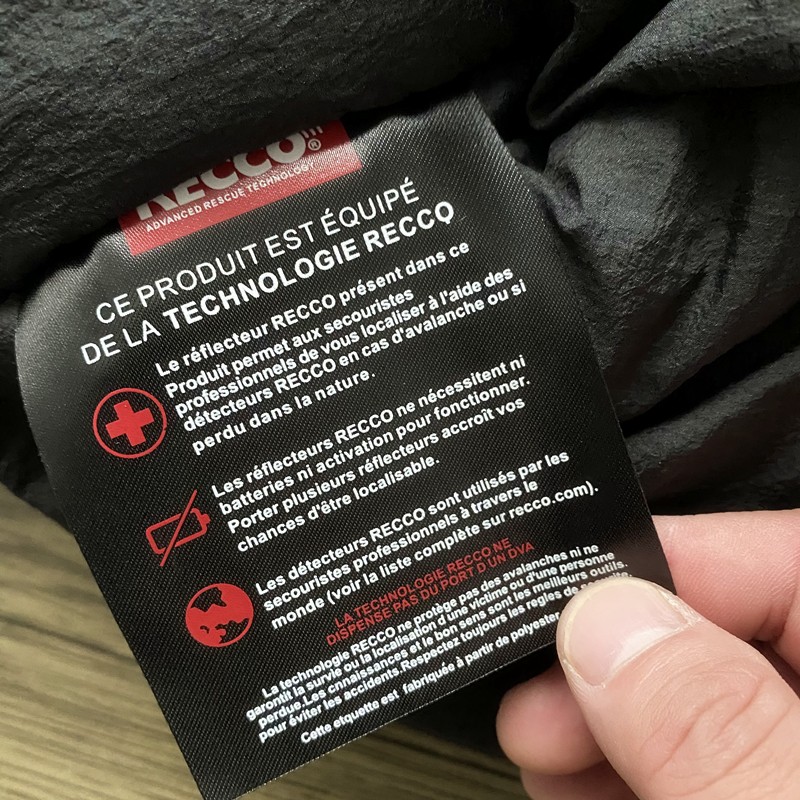 RECCO®
ADVANCED RESCUE TECHNOLOGY
CE PRODUIT EST ÉQUIPÉ
DE LA TECHNOLOGIE RECCO
Le réflecteur RECCO présent dans ce
Produit permet aux secouristes
professionnels de vous localiser à l'aide des
détecteurs RECCO en cas d'avalanche ou si
perdu dans la nature.
Les réflecteurs RECCO ne nécessitent ni
batteries ni activation pour fonctionner.
Porter plusieurs réflecteurs accroît vos
chances d'être localisable.
Les détecteurs RECCO sont utilisés par les
secouristes professionnels à travers le
monde (voir la liste complète sur recco.com).
LA TECHNOLOGIE RECCO NE
DISPENSE PAS DU PORT D UN DVA
La technologie RECCO ne protège pas des avalanches ni ne
garontit la survie ou la localisation d'une victime ou d'une personne
perdue.Les cnnaissances et le bon sens sont les meilleurs outils.
pour éviter les accidents.Respectez toujours les regles de
Cette etiquette est fabriquée à partir de polyester